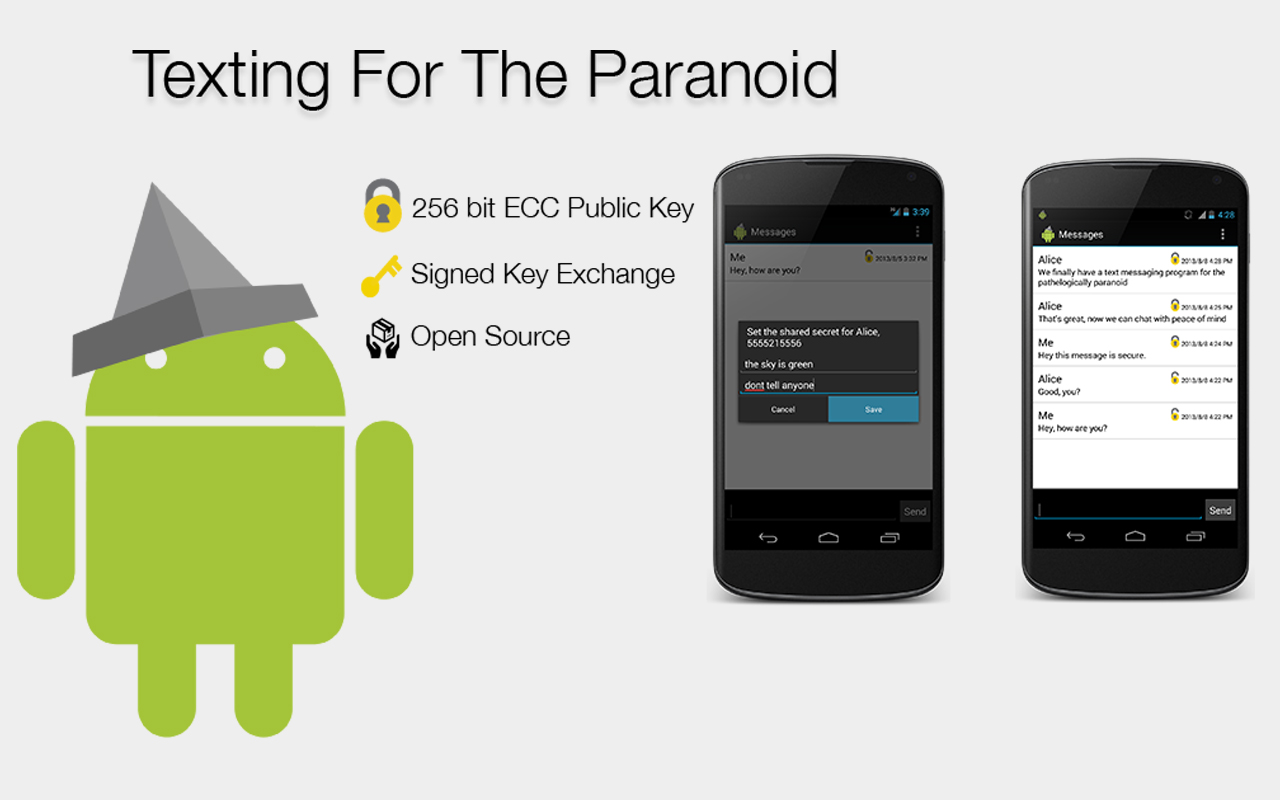 Texting For The Paranoid
256 bit ECC Public Key
Signed Key Exchange
Open Source
3:39
Messages
Me
2013/8/5 3:32 PM
Hey, how are you?
Set the shared secret for Alice,
5555215556
the sky is green
dont tell anyone
Cancel Save
Send
4:28
Messages
Alice
2013/8/8 4:28 PM
We finally have a text messaging program for the
pathelogically paranoid
Alice
2013/8/8 4:25 PM
That's great, now we can chat with peace of mind
Me
2013/8/8 4:24 PM
Hey this message is secure.
Alice
2013/8/8 4:22 PM
Good, you?
Me
2013/8/8 4:22 PM
Hey, how are you?
Send